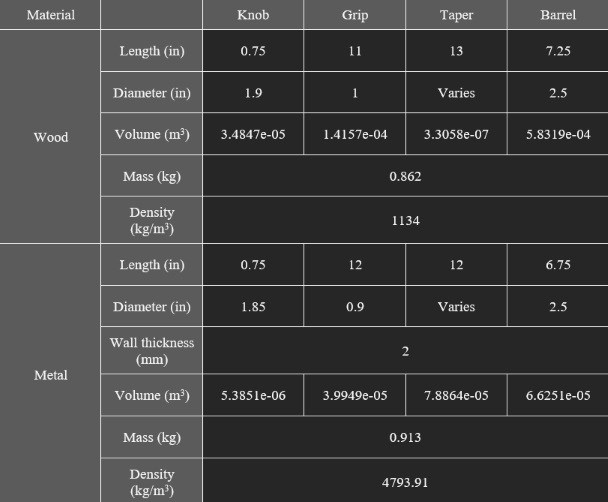 Material Knob Grip Taper Barrel
Length (in) 0.75 11 13 7.25
Diameter (in) 1.9 1 Varies 2.5
Wood Volume (m³) 3.4847e-05 1.4157e-04 3.3058e-07 5.8319e-04
Mass (kg) 0.862
Density
(kg/m³) 1134
Length (in) 0.75 12 12 6.75
Diameter (in) 1.85 0.9 Varies 2.5
Wall thickness
(mm) 2
Metal
Volume (m³) 5.3851e-06 3.9949e-05 7.8864e-05 6.6251e-05
Mass (kg) 0.913
Density
(kg/m³) 4793.91